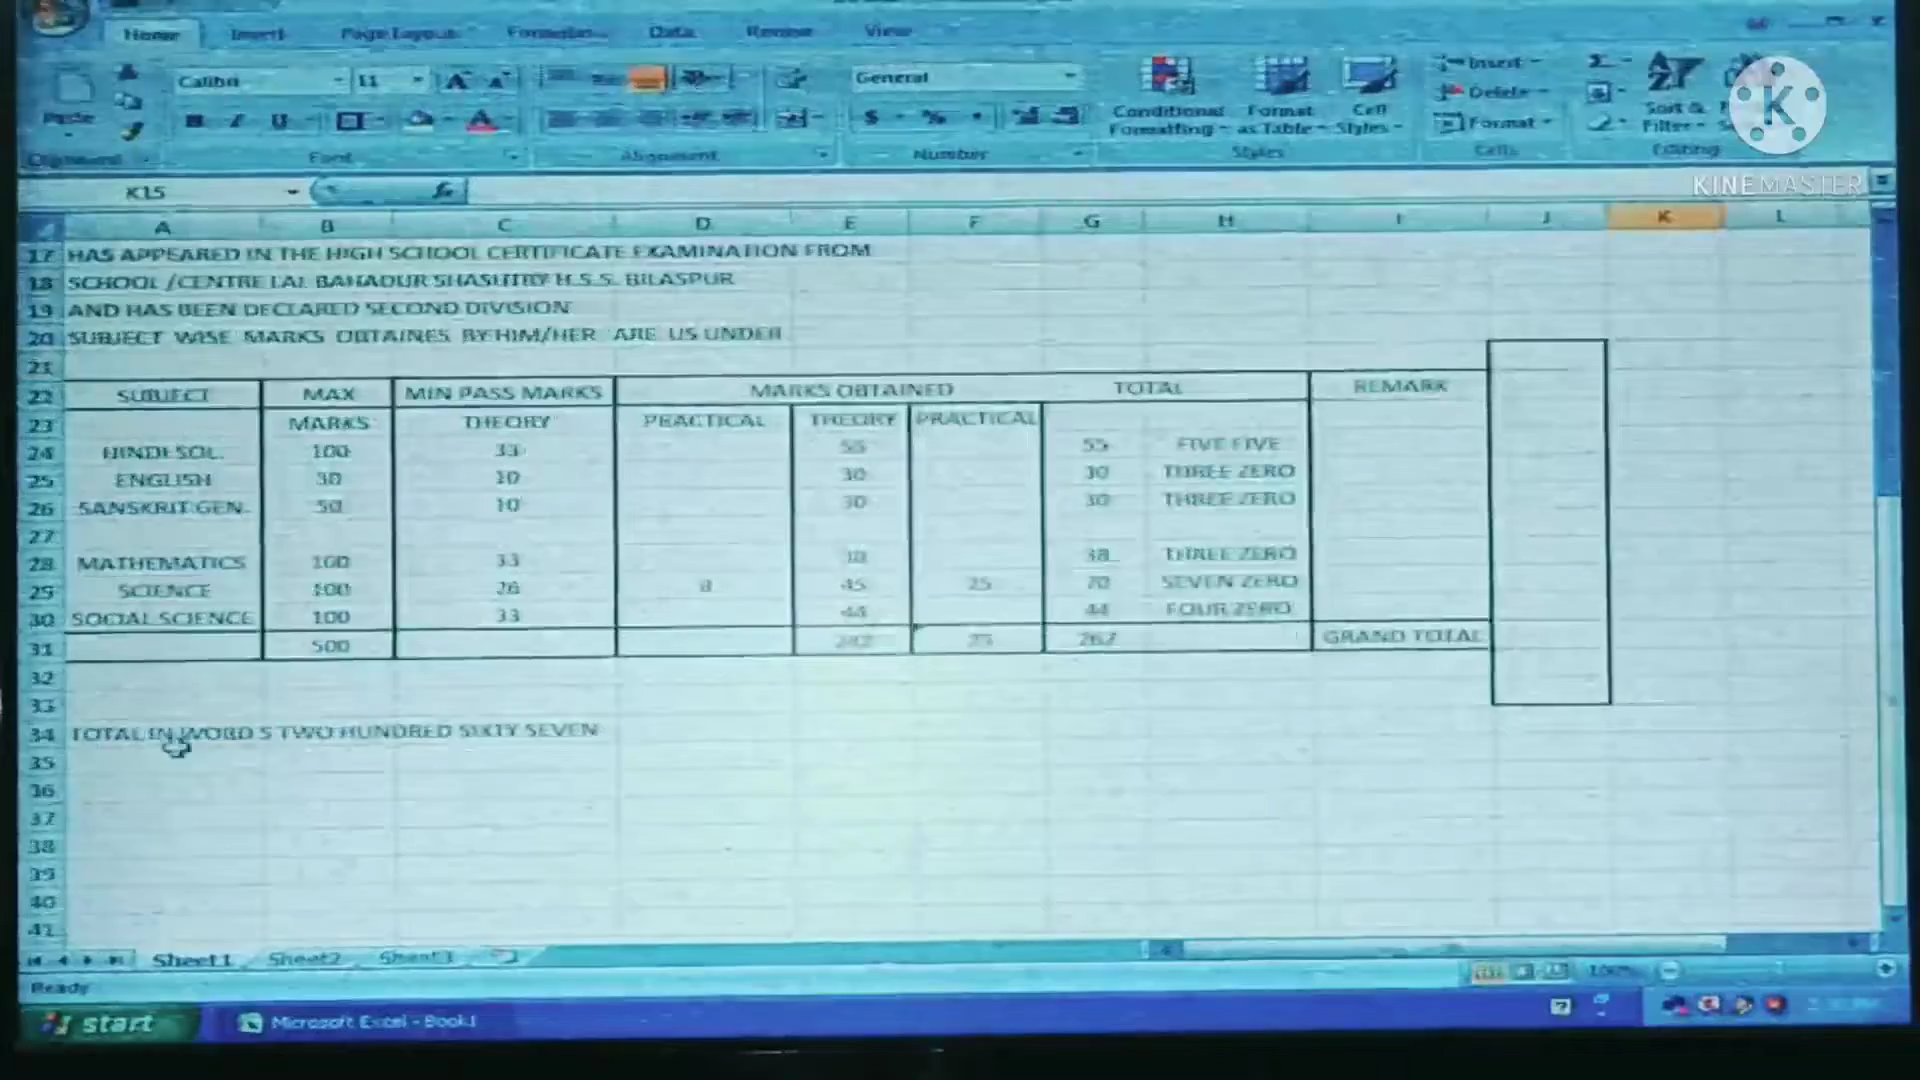 Home Insert Page Layout Formulas Data Review View
Calibri 11 General
Paste Conditional Formatting Format as Table Cell Styles Insert Delete Format Sort & Filter
Clipboard Font Alignment Number Styles Cells Editing
KINEMASTER
K15 fx
A B C D E F G H I J K L
17 HAS APPEARED IN THE HIGH SCHOOL CERTIFICATE EXAMINATION FROM
18 SCHOOL /CENTRE LAL BAHADUR SHASHTRY H.S.S. BILASPUR
19 AND HAS BEEN DECLARED SECOND DIVISION
20 SUBJECT WISE MARKS OBTAINES BY HIM/HER ARE US UNDER
21
22 SUBJECT MAX MIN PASS MARKS MARKS OBTAINED TOTAL REMARK
23 MARKS THEORY PRACTICAL THEORY PRACTICAL
24 HINDI SOL. 100 33 55 55 FIVE FIVE
25 ENGLISH 30 10 30 30 THREE ZERO
26 SANSKRIT GEN. 50 10 30 30 THREE ZERO
27
28 MATHEMATICS 100 33 38 THREE ZERO
29 SCIENCE 100 26 8 45 25 70 SEVEN ZERO
30 SOCIAL SCIENCE 100 33 44 44 FOUR ZERO
31 500 242 25 267 GRAND TOTAL
32
33
34 TOTAL IN WORD S TWO HUNDRED SIXTY SEVEN
35
36
37
38
39
40
41
Sheet1 Sheet2 Sheet3
Ready 100%
start Microsoft Excel - Book1